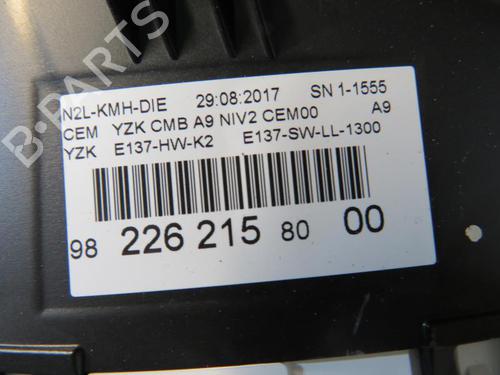 N2L-KMH-DIE 29:08:2017 SN 1-1555
CEM YZK CMB A9 NIV2 CEM00 A9
YZK E137-HW-K2 E137-SW-LL-1300
98 226 215 80 00
B-PARTS